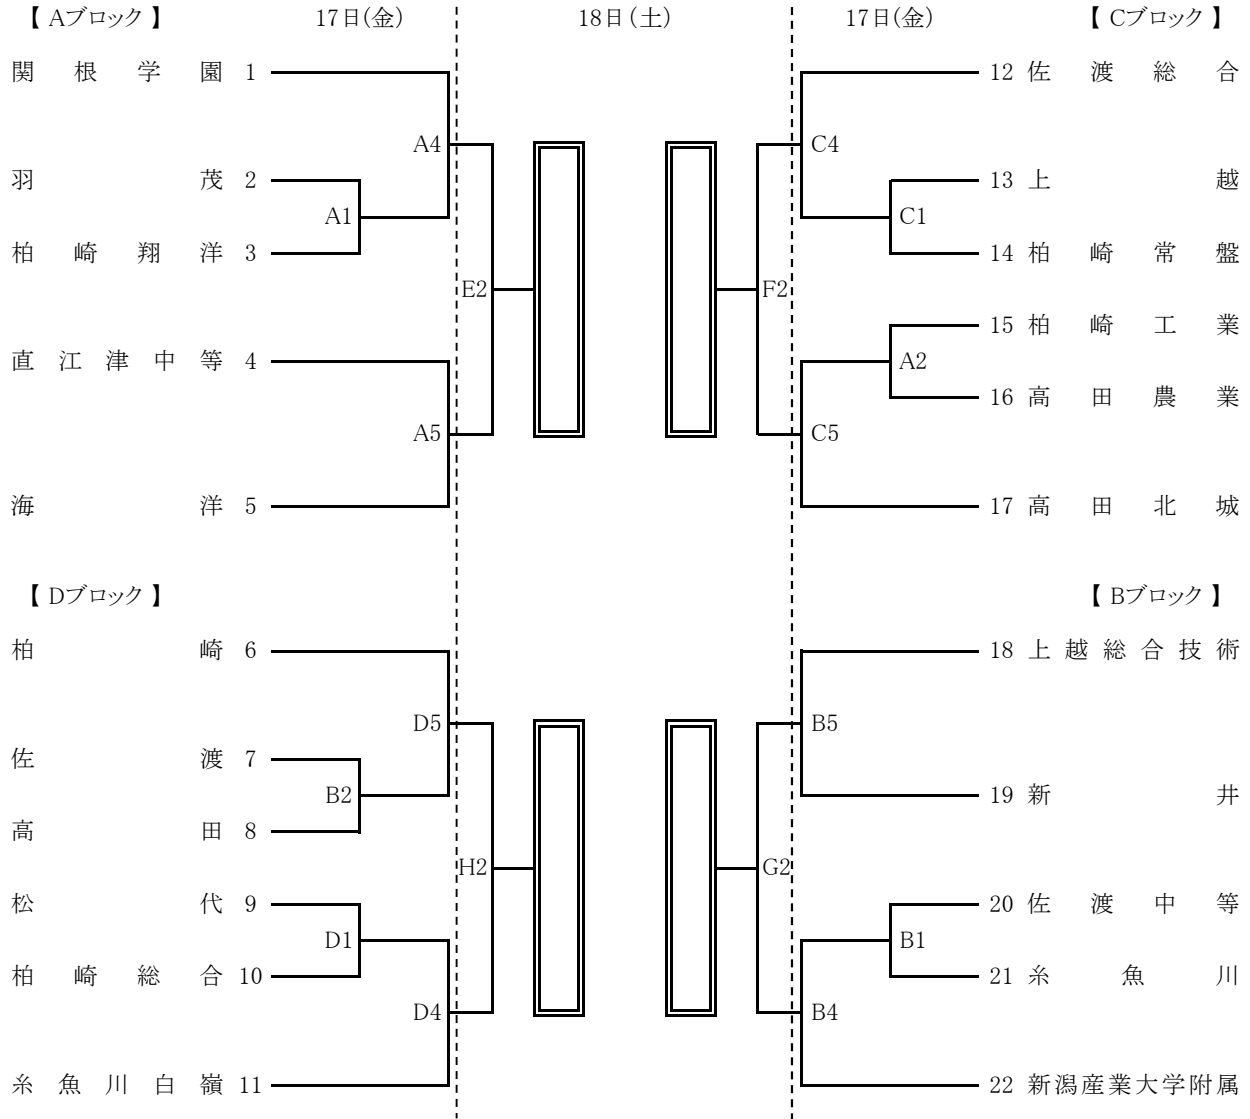 【 Aブロック 】 17日(金) 18日(土) 17日(金) 【 Cブロック 】
関根学園 1 12 佐渡総合
A4 C4
羽茂 2 13 上越
A1 C1
柏崎翔洋 3 14 柏崎常盤
E2 F2
15 柏崎工業
直江津中等 4 A2
16 高田農業
A5 C5
海洋 5 17 高田北城
【 Dブロック 】 【 Bブロック 】
柏崎 6 18 上越総合技術
D5 B5
佐渡 7
B2 19 新井
高田 8
H2 G2
松代 9 20 佐渡中等
D1 B1
柏崎総合 10 21 糸魚川
D4 B4
糸魚川白嶺 11 22 新潟産業大学附属